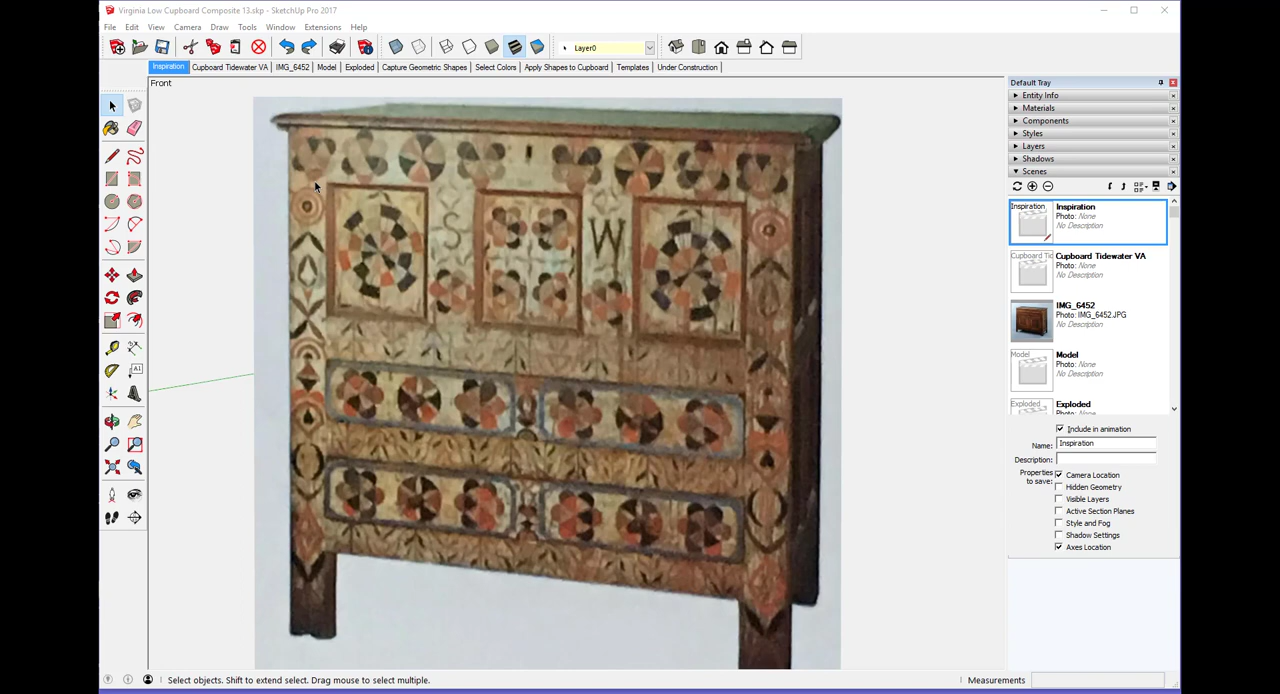 Virginia Low Cupboard Composite 13.skp - SketchUp Pro 2017
File Edit View Camera Draw Tools Window Extensions Help
Layer0
Inspiration Cupboard Tidewater VA IMG_6452 Model Exploded Capture Geometric Shapes Select Colors Apply Shapes to Cupboard Templates Under Construction
Front
S W
A1
Default Tray
Entity Info
Materials
Components
Styles
Layers
Shadows
Scenes
Inspiration
Inspiration
Photo: None
No Description
Cupboard Tid
Cupboard Tidewater VA
Photo: None
No Description
IMG_6452
Photo: IMG_6452.JPG
No Description
Model
Model
Photo: None
No Description
Exploded
Exploded
Photo: None
Include in animation
Name: Inspiration
Description:
Properties to save:
Camera Location
Hidden Geometry
Visible Layers
Active Section Planes
Style and Fog
Shadow Settings
Axes Location
Select objects. Shift to extend select. Drag mouse to select multiple.
Measurements